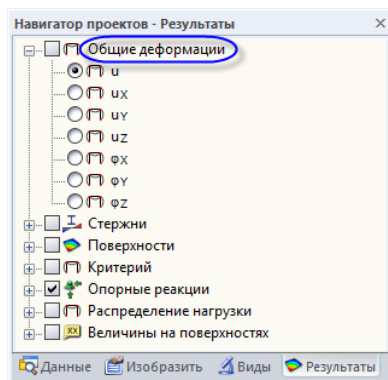 Навигатор проектов - Результаты
Общие деформации
u
uX
uY
uZ
φX
φY
φZ
Стержни
Поверхности
Критерий
Опорные реакции
Распределение нагрузки
Величины на поверхностях
Данные Изобразить Виды Результаты